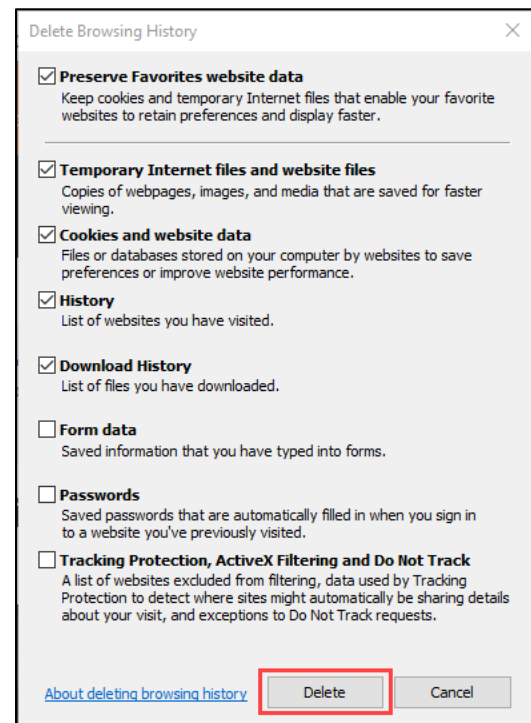 Delete Browsing History
Preserve Favorites website data
Keep cookies and temporary Internet files that enable your favorite
websites to retain preferences and display faster.
Temporary Internet files and website files
Copies of webpages, images, and media that are saved for faster
viewing.
Cookies and website data
Files or databases stored on your computer by websites to save
preferences or improve website performance.
History
List of websites you have visited.
Download History
List of files you have downloaded.
Form data
Saved information that you have typed into forms.
Passwords
Saved passwords that are automatically filled in when you sign in
to a website you've previously visited.
Tracking Protection, ActiveX Filtering and Do Not Track
A list of websites excluded from filtering, data used by Tracking
Protection to detect where sites might automatically be sharing details
about your visit, and exceptions to Do Not Track requests.
About deleting browsing history Delete Cancel